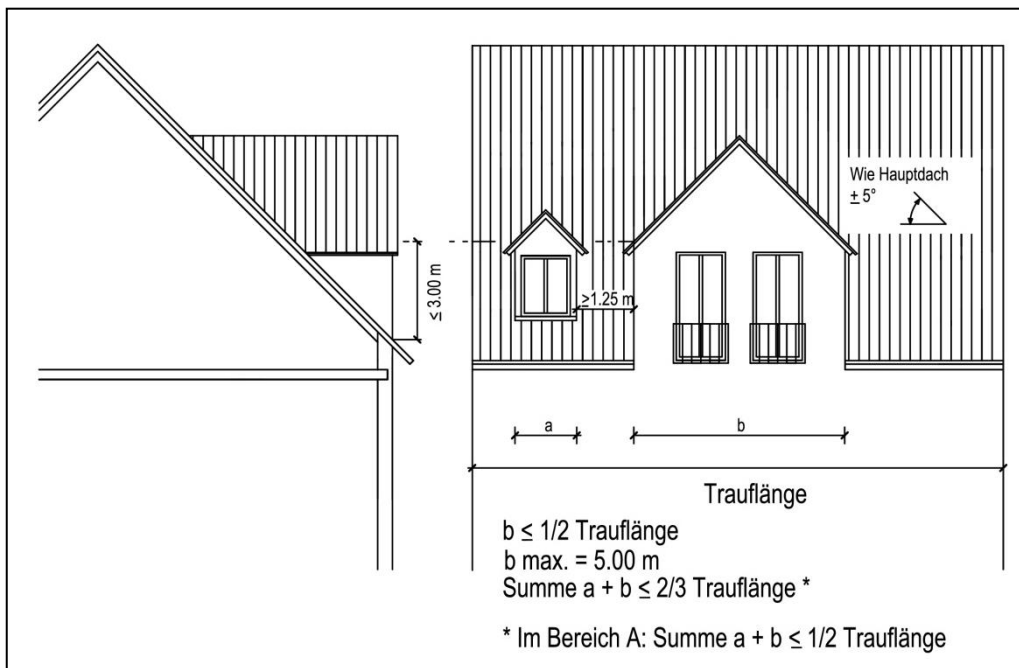 Wie Hauptdach
± 5°
≤ 3.00 m
≥1.25 m
a
b
Trauflänge
b ≤ 1/2 Trauflänge
b max. = 5.00 m
Summe a + b ≤ 2/3 Trauflänge *
* Im Bereich A: Summe a + b ≤ 1/2 Trauflänge